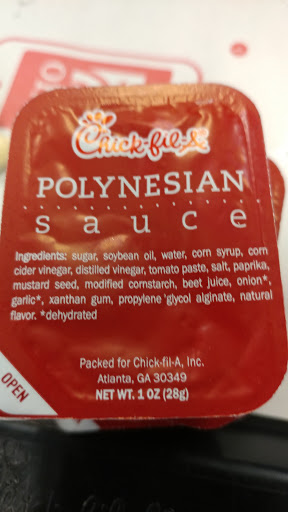 Chick-fil-A
POLYNESIAN
sauce
Ingredients: sugar, soybean oil, water, corn syrup, corn
cider vinegar, distilled vinegar, tomato paste, salt, paprika,
mustard seed, modified cornstarch, beet juice, onion*,
garlic*, xanthan gum, propylene glycol alginate, natural
flavor. *dehydrated
Packed for Chick-fil-A, Inc.
Atlanta, GA 30349
NET WT. 1 OZ (28g)
OPEN